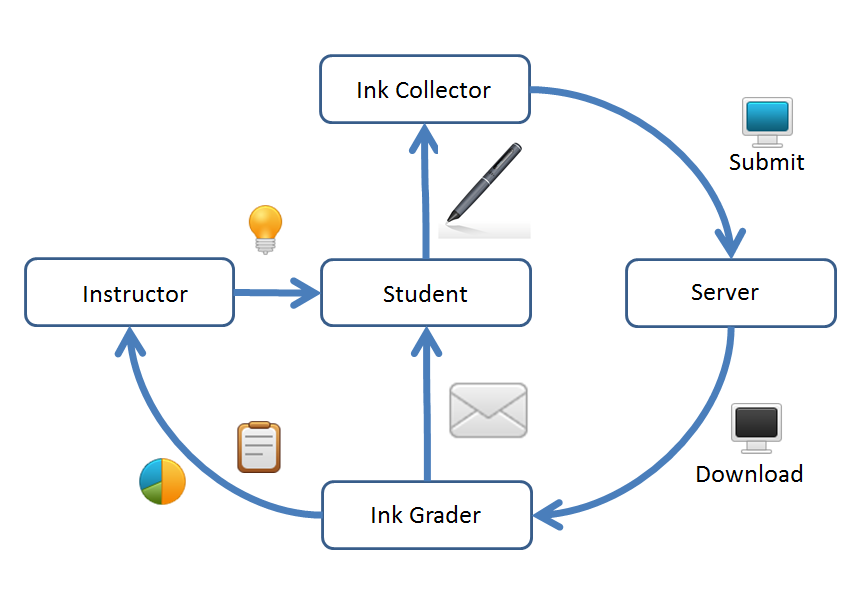 Ink Collector
Submit
Instructor
Student
Server
Download
Ink Grader